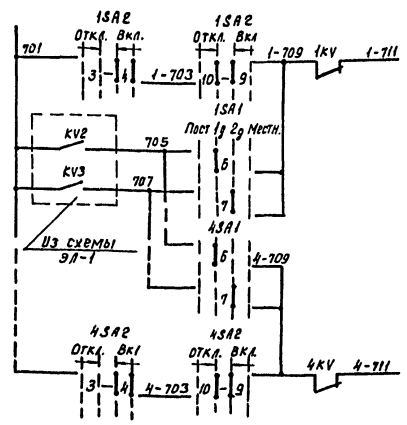 1SA2 1SA2
701 Откл. Вкл. Откл. Вкл 1-709 1KV 1-711
3 4 1-703 10 9
1SA1
Пост 1д 2д Местн.
KV2 705 6
KV3 707 7
4SA1
Из схемы
ЭЛ-1
6 4-709
7
4SA2 4SA2
Откл. Вкл Откл. Вкл. 4KV 4-711
3 4 4-703 10 9